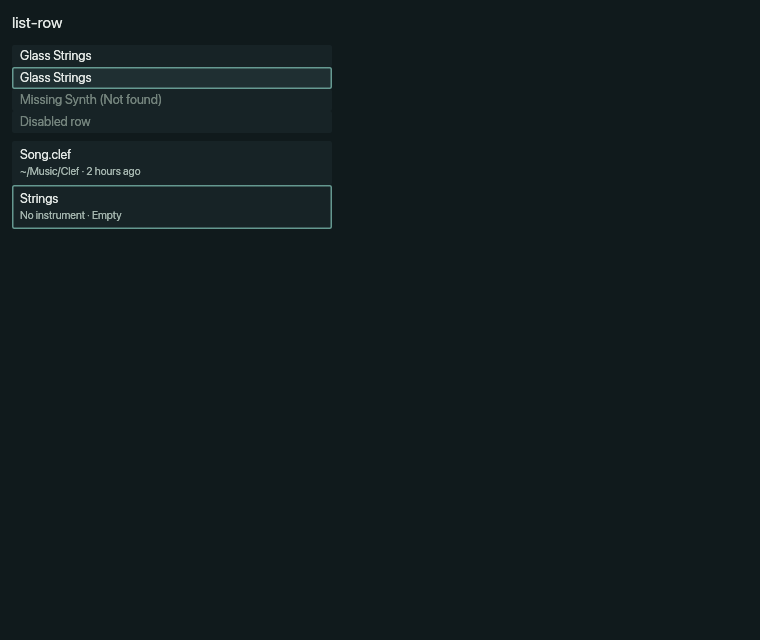 list-row
Glass Strings
Glass Strings
Missing Synth (Not found)
Disabled row
Song.clef
~/Music/Clef · 2 hours ago
Strings
No instrument · Empty